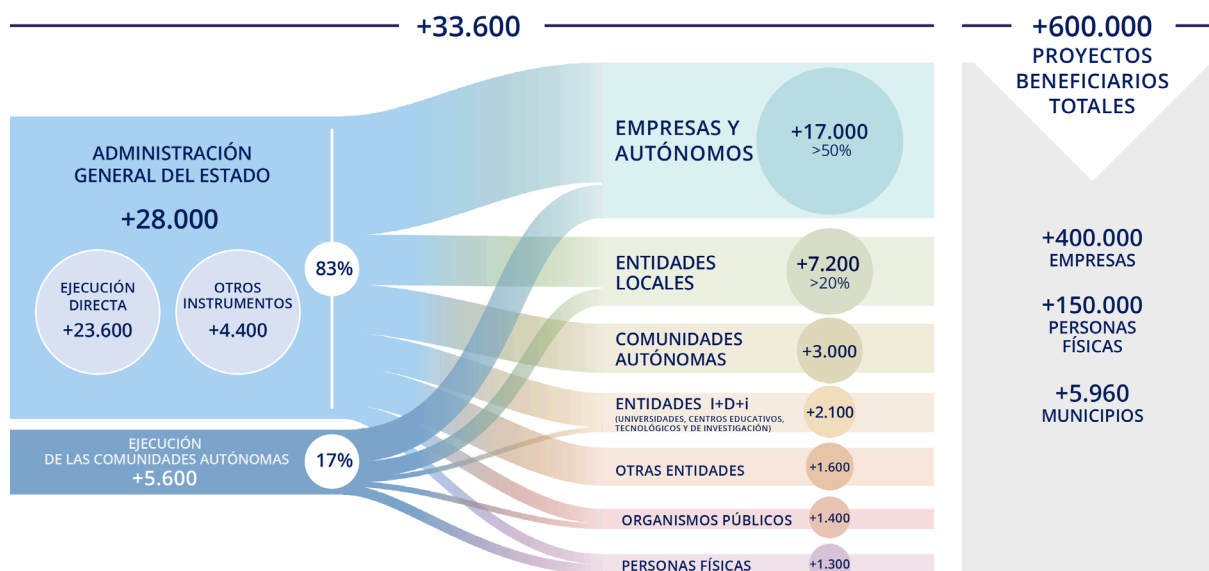 +33.600
ADMINISTRACIÓN
GENERAL DEL ESTADO
+28.000
EJECUCIÓN
DIRECTA
+23.600
OTROS
INSTRUMENTOS
+4.400
83%
EJECUCIÓN
DE LAS COMUNIDADES AUTÓNOMAS
+5.600
17%
EMPRESAS Y
AUTÓNOMOS
+17.000
>50%
ENTIDADES
LOCALES
+7.200
>20%
COMUNIDADES
AUTÓNOMAS
+3.000
ENTIDADES I+D+i
(UNIVERSIDADES, CENTROS EDUCATIVOS,
TECNOLÓGICOS Y DE INVESTIGACIÓN)
+2.100
OTRAS ENTIDADES
+1.600
ORGANISMOS PÚBLICOS
+1.400
PERSONAS FÍSICAS
+1.300
+600.000
PROYECTOS
BENEFICIARIOS
TOTALES
+400.000
EMPRESAS
+150.000
PERSONAS
FÍSICAS
+5.960
MUNICIPIOS